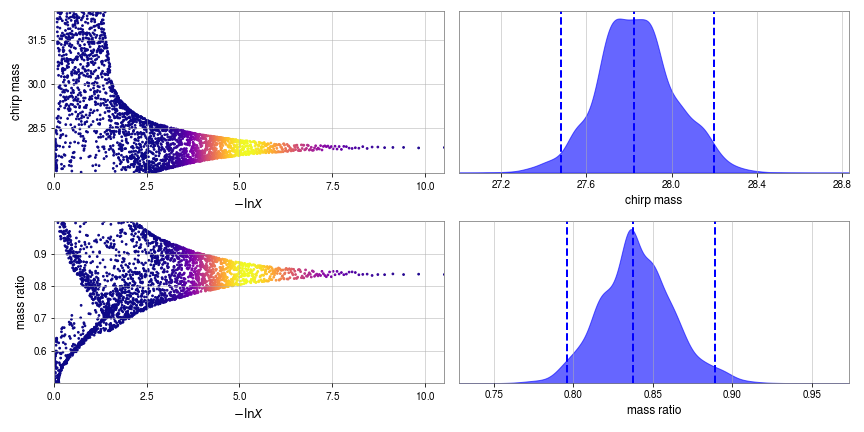 chirp mass
31.5
30.0
28.5
0.0 2.5 5.0 7.5 10.0
−lnX
27.2 27.6 28.0 28.4 28.8
chirp mass
mass ratio
0.9
0.8
0.7
0.6
0.0 2.5 5.0 7.5 10.0
−lnX
0.75 0.80 0.85 0.90 0.95
mass ratio